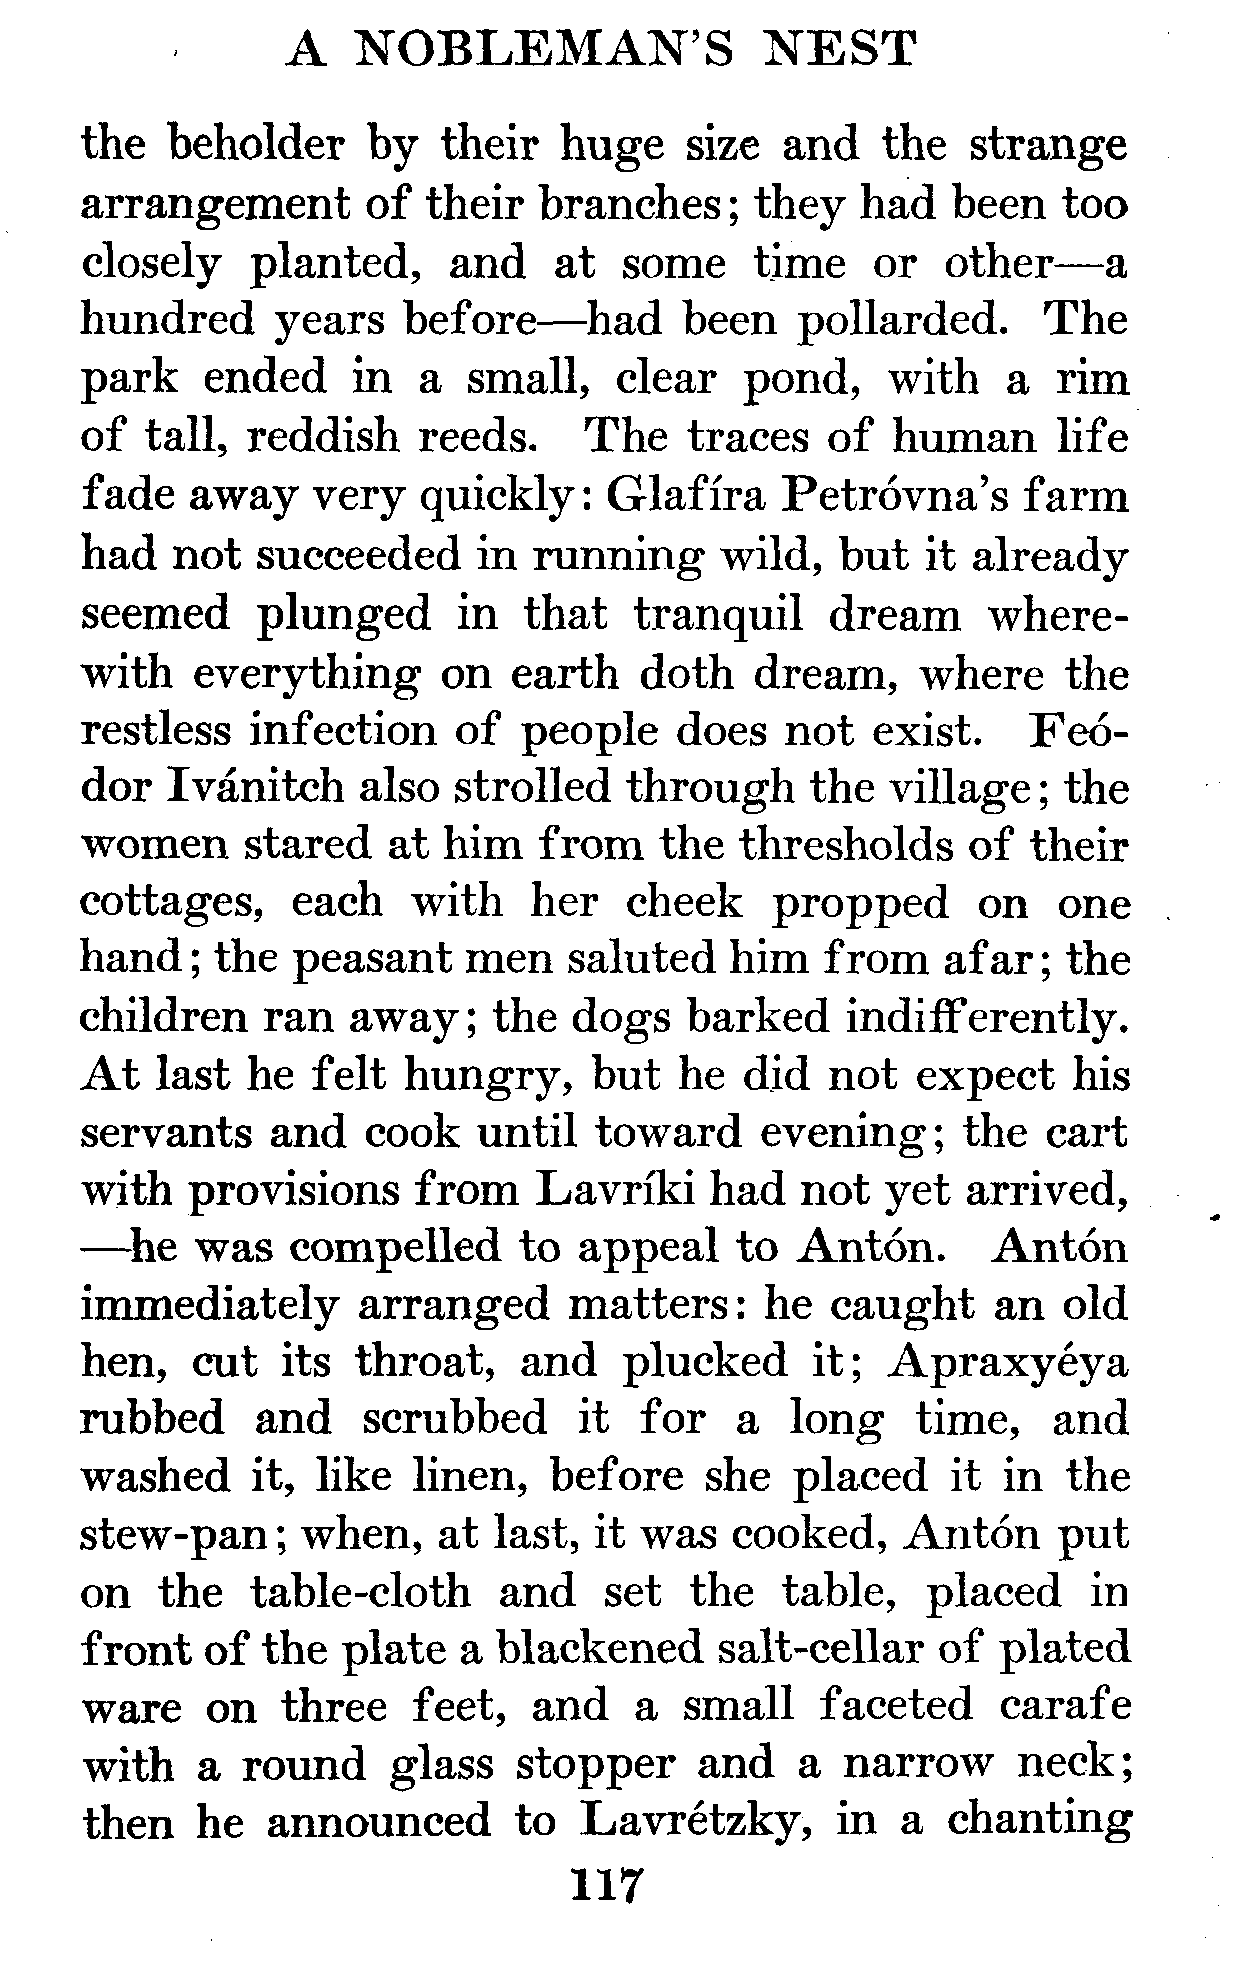 A NOBLEMAN'S NEST
the beholder by their huge size and the strange
arrangement of their branches; they had been too
closely planted, and at some time or other—a
hundred years before—had been pollarded. The
park ended in a small, clear pond, with a rim
of tall, reddish reeds. The traces of human life
fade away very quickly: Glafíra Petróvna's farm
had not succeeded in running wild, but it already
seemed plunged in that tranquil dream where-
with everything on earth doth dream, where the
restless infection of people does not exist. Feó-
dor Ivánitch also strolled through the village; the
women stared at him from the thresholds of their
cottages, each with her cheek propped on one
hand; the peasant men saluted him from afar; the
children ran away; the dogs barked indifferently.
At last he felt hungry, but he did not expect his
servants and cook until toward evening; the cart
with provisions from Lavríki had not yet arrived,
—he was compelled to appeal to Antón. Antón
immediately arranged matters: he caught an old
hen, cut its throat, and plucked it; Apraxyéya
rubbed and scrubbed it for a long time, and
washed it, like linen, before she placed it in the
stew-pan; when, at last, it was cooked, Antón put
on the table-cloth and set the table, placed in
front of the plate a blackened salt-cellar of plated
ware on three feet, and a small faceted carafe
with a round glass stopper and a narrow neck;
then he announced to Lavrétzky, in a chanting
117